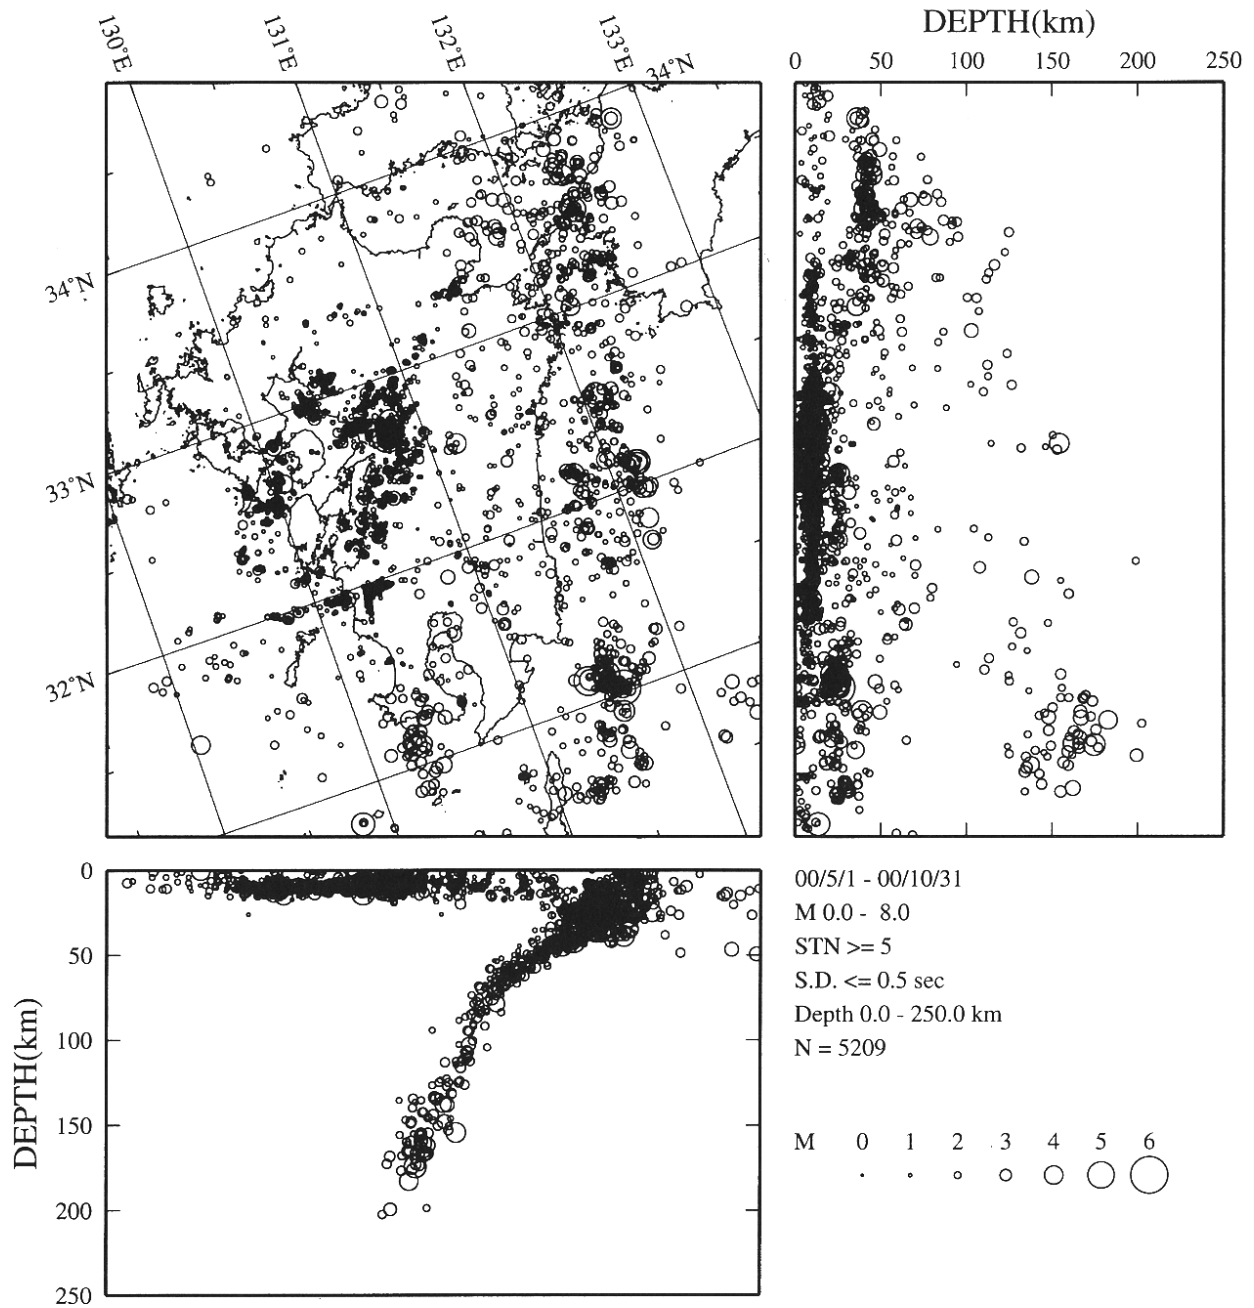 130°E 131°E 132°E 133°E 34°N
DEPTH(km)
0 50 100 150 200 250
34°N
33°N
32°N
0
50
100
150
200
250
DEPTH(km)
00/5/1 - 00/10/31
M 0.0 - 8.0
STN >= 5
S.D. <= 0.5 sec
Depth 0.0 - 250.0 km
N = 5209
M 0 1 2 3 4 5 6